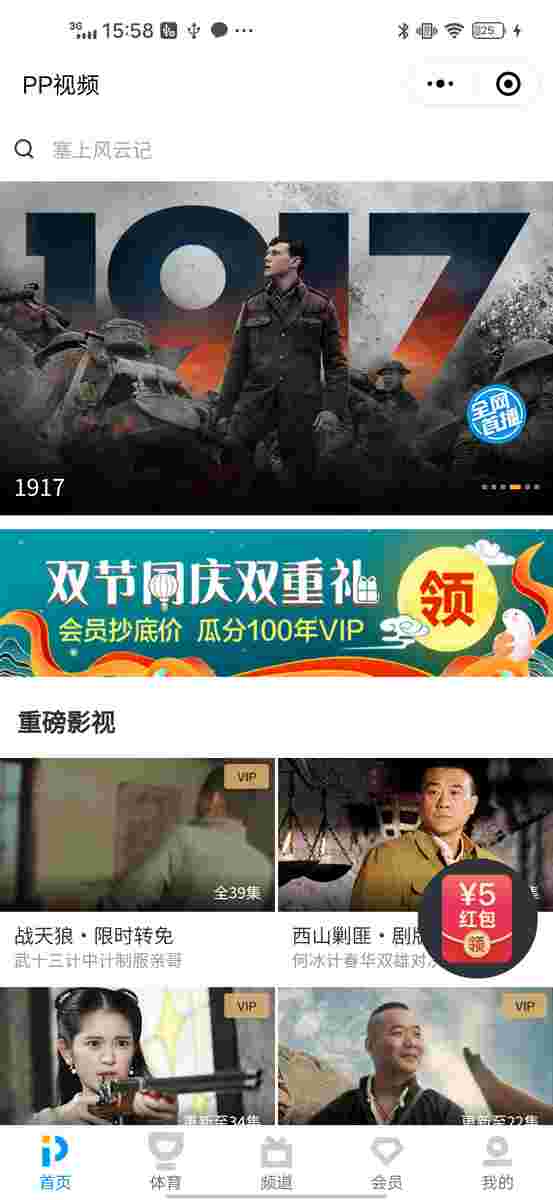 3G 15:58 25
PP视频
塞上风云记
1917
全网
首播
1917
双节同庆双重礼
会员抄底价 瓜分100年VIP
领
重磅影视
VIP
全39集
战天狼·限时转免
武十三计中计制服亲哥
西山剿匪·剧版
何冰计春华双雄对决
集
¥5
红包
领
VIP
更新至34集
VIP
更新至22集
首页
体育
频道
会员
我的